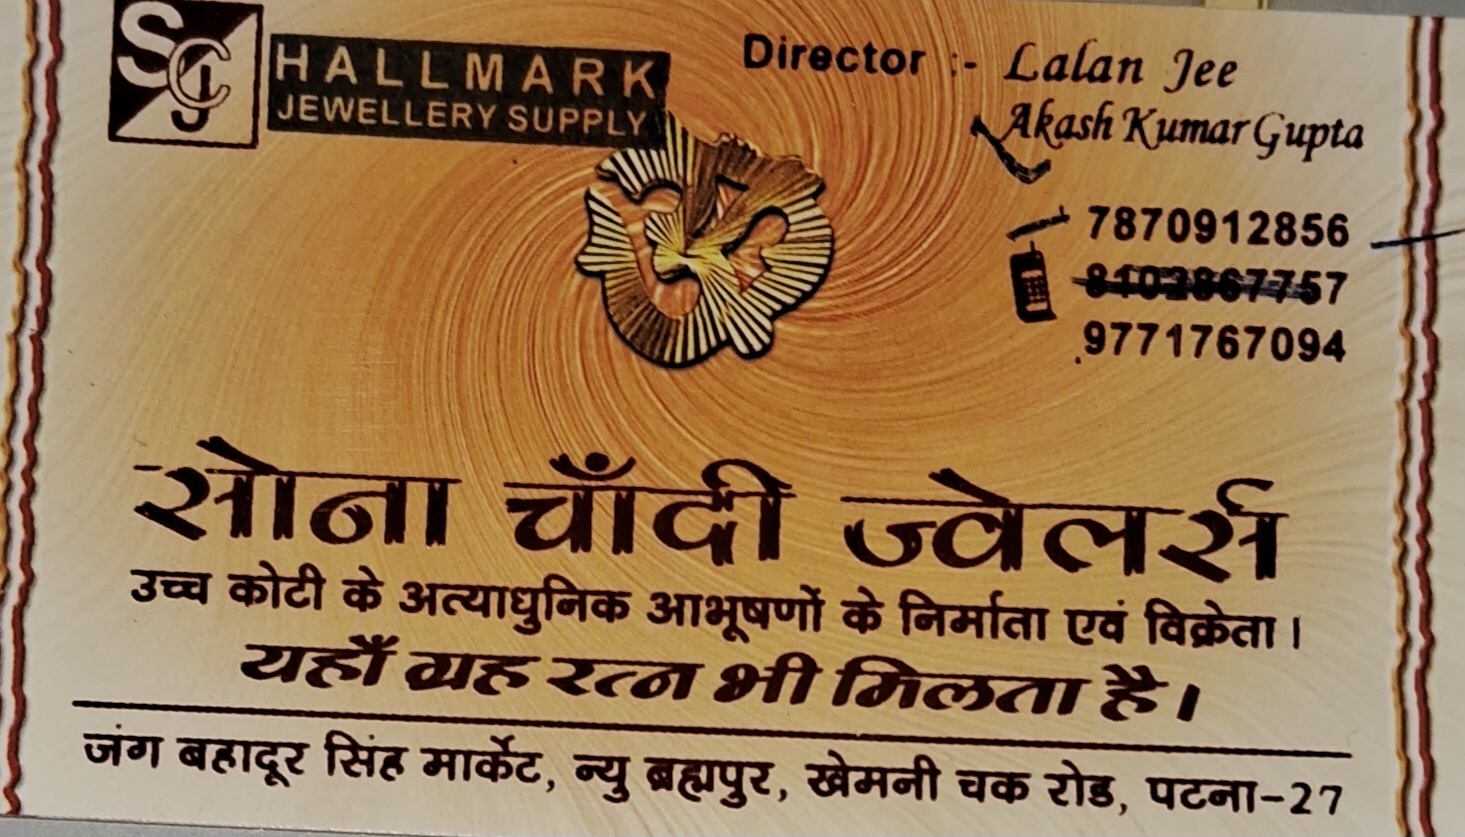 SCJ
HALLMARK
JEWELLERY SUPPLY
Director :- Lalan Jee
Akash Kumar Gupta
7870912856
8102867757
9771767094
सोना चाँदी ज्वेलर्स
उच्च कोटी के अत्याधुनिक आभूषणों के निर्माता एवं विक्रेता।
यहाँ ग्रह रत्न भी मिलता है।
जंग बहादूर सिंह मार्केट, न्यु ब्रह्मपुर, खेमनी चक रोड, पटना-27